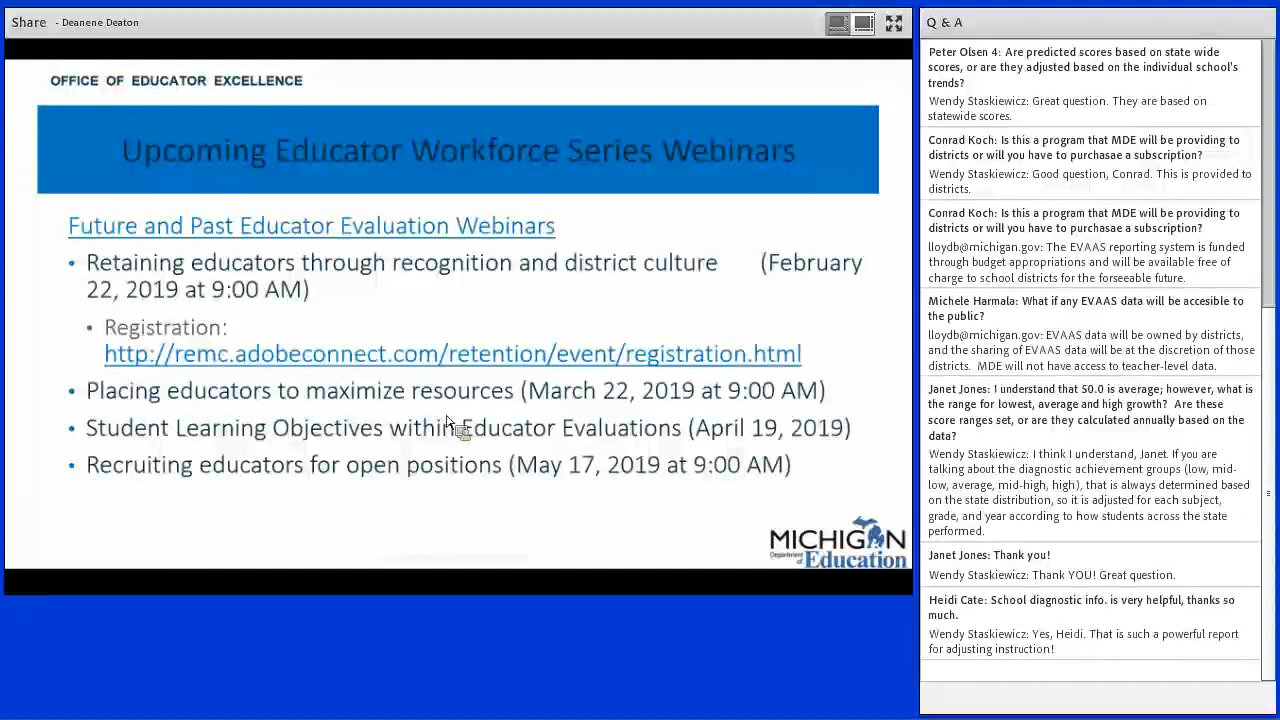 Share - Deanene Deaton
OFFICE OF EDUCATOR EXCELLENCE
Upcoming Educator Workforce Series Webinars
Future and Past Educator Evaluation Webinars
• Retaining educators through recognition and district culture (February
22, 2019 at 9:00 AM)
• Registration:
http://remc.adobeconnect.com/retention/event/registration.html
• Placing educators to maximize resources (March 22, 2019 at 9:00 AM)
• Student Learning Objectives within Educator Evaluations (April 19, 2019)
• Recruiting educators for open positions (May 17, 2019 at 9:00 AM)
MICHIGAN
Department of Education
Q & A
Peter Olsen 4: Are predicted scores based on state wide
scores, or are they adjusted based on the individual school's
trends?
Wendy Staskiewicz: Great question. They are based on
statewide scores.
Conrad Koch: Is this a program that MDE will be providing to
districts or will you have to purchasae a subscription?
Wendy Staskiewicz: Good question, Conrad. This is provided to
districts.
Conrad Koch: Is this a program that MDE will be providing to
districts or will you have to purchasae a subscription?
lloydb@michigan.gov: The EVAAS reporting system is funded
through budget appropriations and will be available free of
charge to school districts for the forseeable future.
Michele Harmala: What if any EVAAS data will be accesible to
the public?
lloydb@michigan.gov: EVAAS data will be owned by districts,
and the sharing of EVAAS data will be at the discretion of those
districts. MDE will not have access to teacher-level data.
Janet Jones: I understand that 50.0 is average; however, what is
the range for lowest, average and high growth? Are these
score ranges set, or are they calculated annually based on the
data?
Wendy Staskiewicz: I think I understand, Janet. If you are
talking about the diagnostic achievement groups (low, mid-
low, average, mid-high, high), that is always determined based
on the state distribution, so it is adjusted for each subject,
grade, and year according to how students across the state
performed.
Janet Jones: Thank you!
Wendy Staskiewicz: Thank YOU! Great question.
Heidi Cate: School diagnostic info. is very helpful, thanks so
much.
Wendy Staskiewicz: Yes, Heidi. That is such a powerful report
for adjusting instruction!